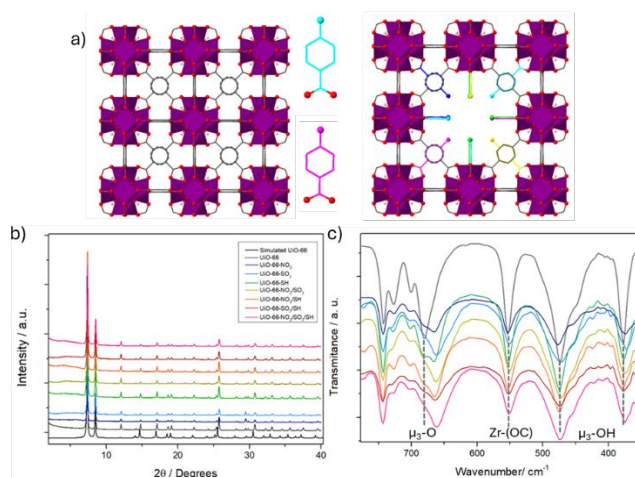 a)
b)
Intensity / a.u.
Simulated UiO-66
UiO-66
UiO-66-NO₂
UiO-66-SO₃
UiO-66-SH
UiO-66-NO₂/SO₃
UiO-66-NO₂/SH
UiO-66-SO₃/SH
UiO-66-NO₂/SO₃/SH
0 10 20 30 40
2θ/ Degrees
c)
Transmitance / a. u.
μ₃-O Zr-(OC) μ₃-OH
700 600 500 400
Wavenumber/ cm⁻¹